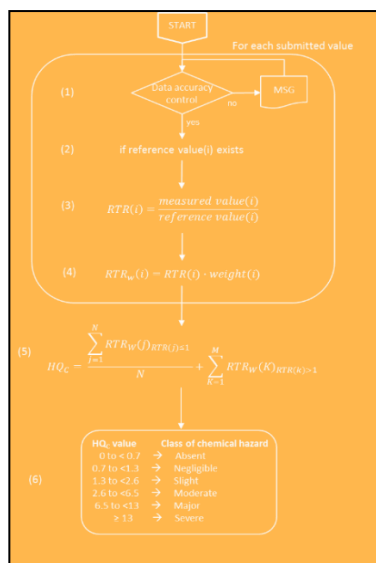 START
For each submitted value
(1)
Data accuracy
control
no
MSG
yes
(2)
if reference value(i) exists
(3)
RTR(i) = measured value(i) / reference value(i)
(4)
RTR_w(i) = RTR(i) · weight(i)
(5)
HQ_C = ∑_{j=1}^{N} RTR_W(j)_{RTR(j)=1} / N + ∑_{K=1}^{M} RTR_W(K)_{RTR(k)>1}
(6)
HQ_C value Class of chemical hazard
0 to < 0.7 → Absent
0.7 to <1.3 → Negligible
1.3 to <2.6 → Slight
2.6 to <6.5 → Moderate
6.5 to <13 → Major
≥ 13 → Severe